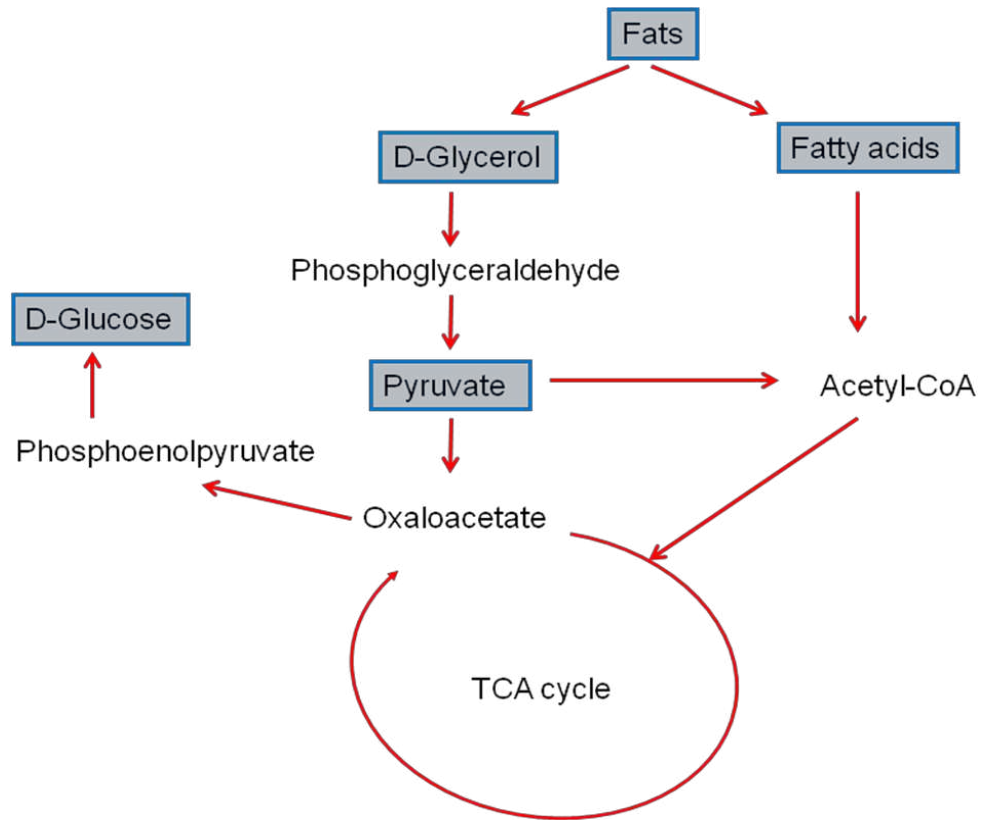 Fats
D-Glycerol
Fatty acids
Phosphoglyceraldehyde
D-Glucose
Pyruvate
Acetyl-CoA
Phosphoenolpyruvate
Oxaloacetate
TCA cycle